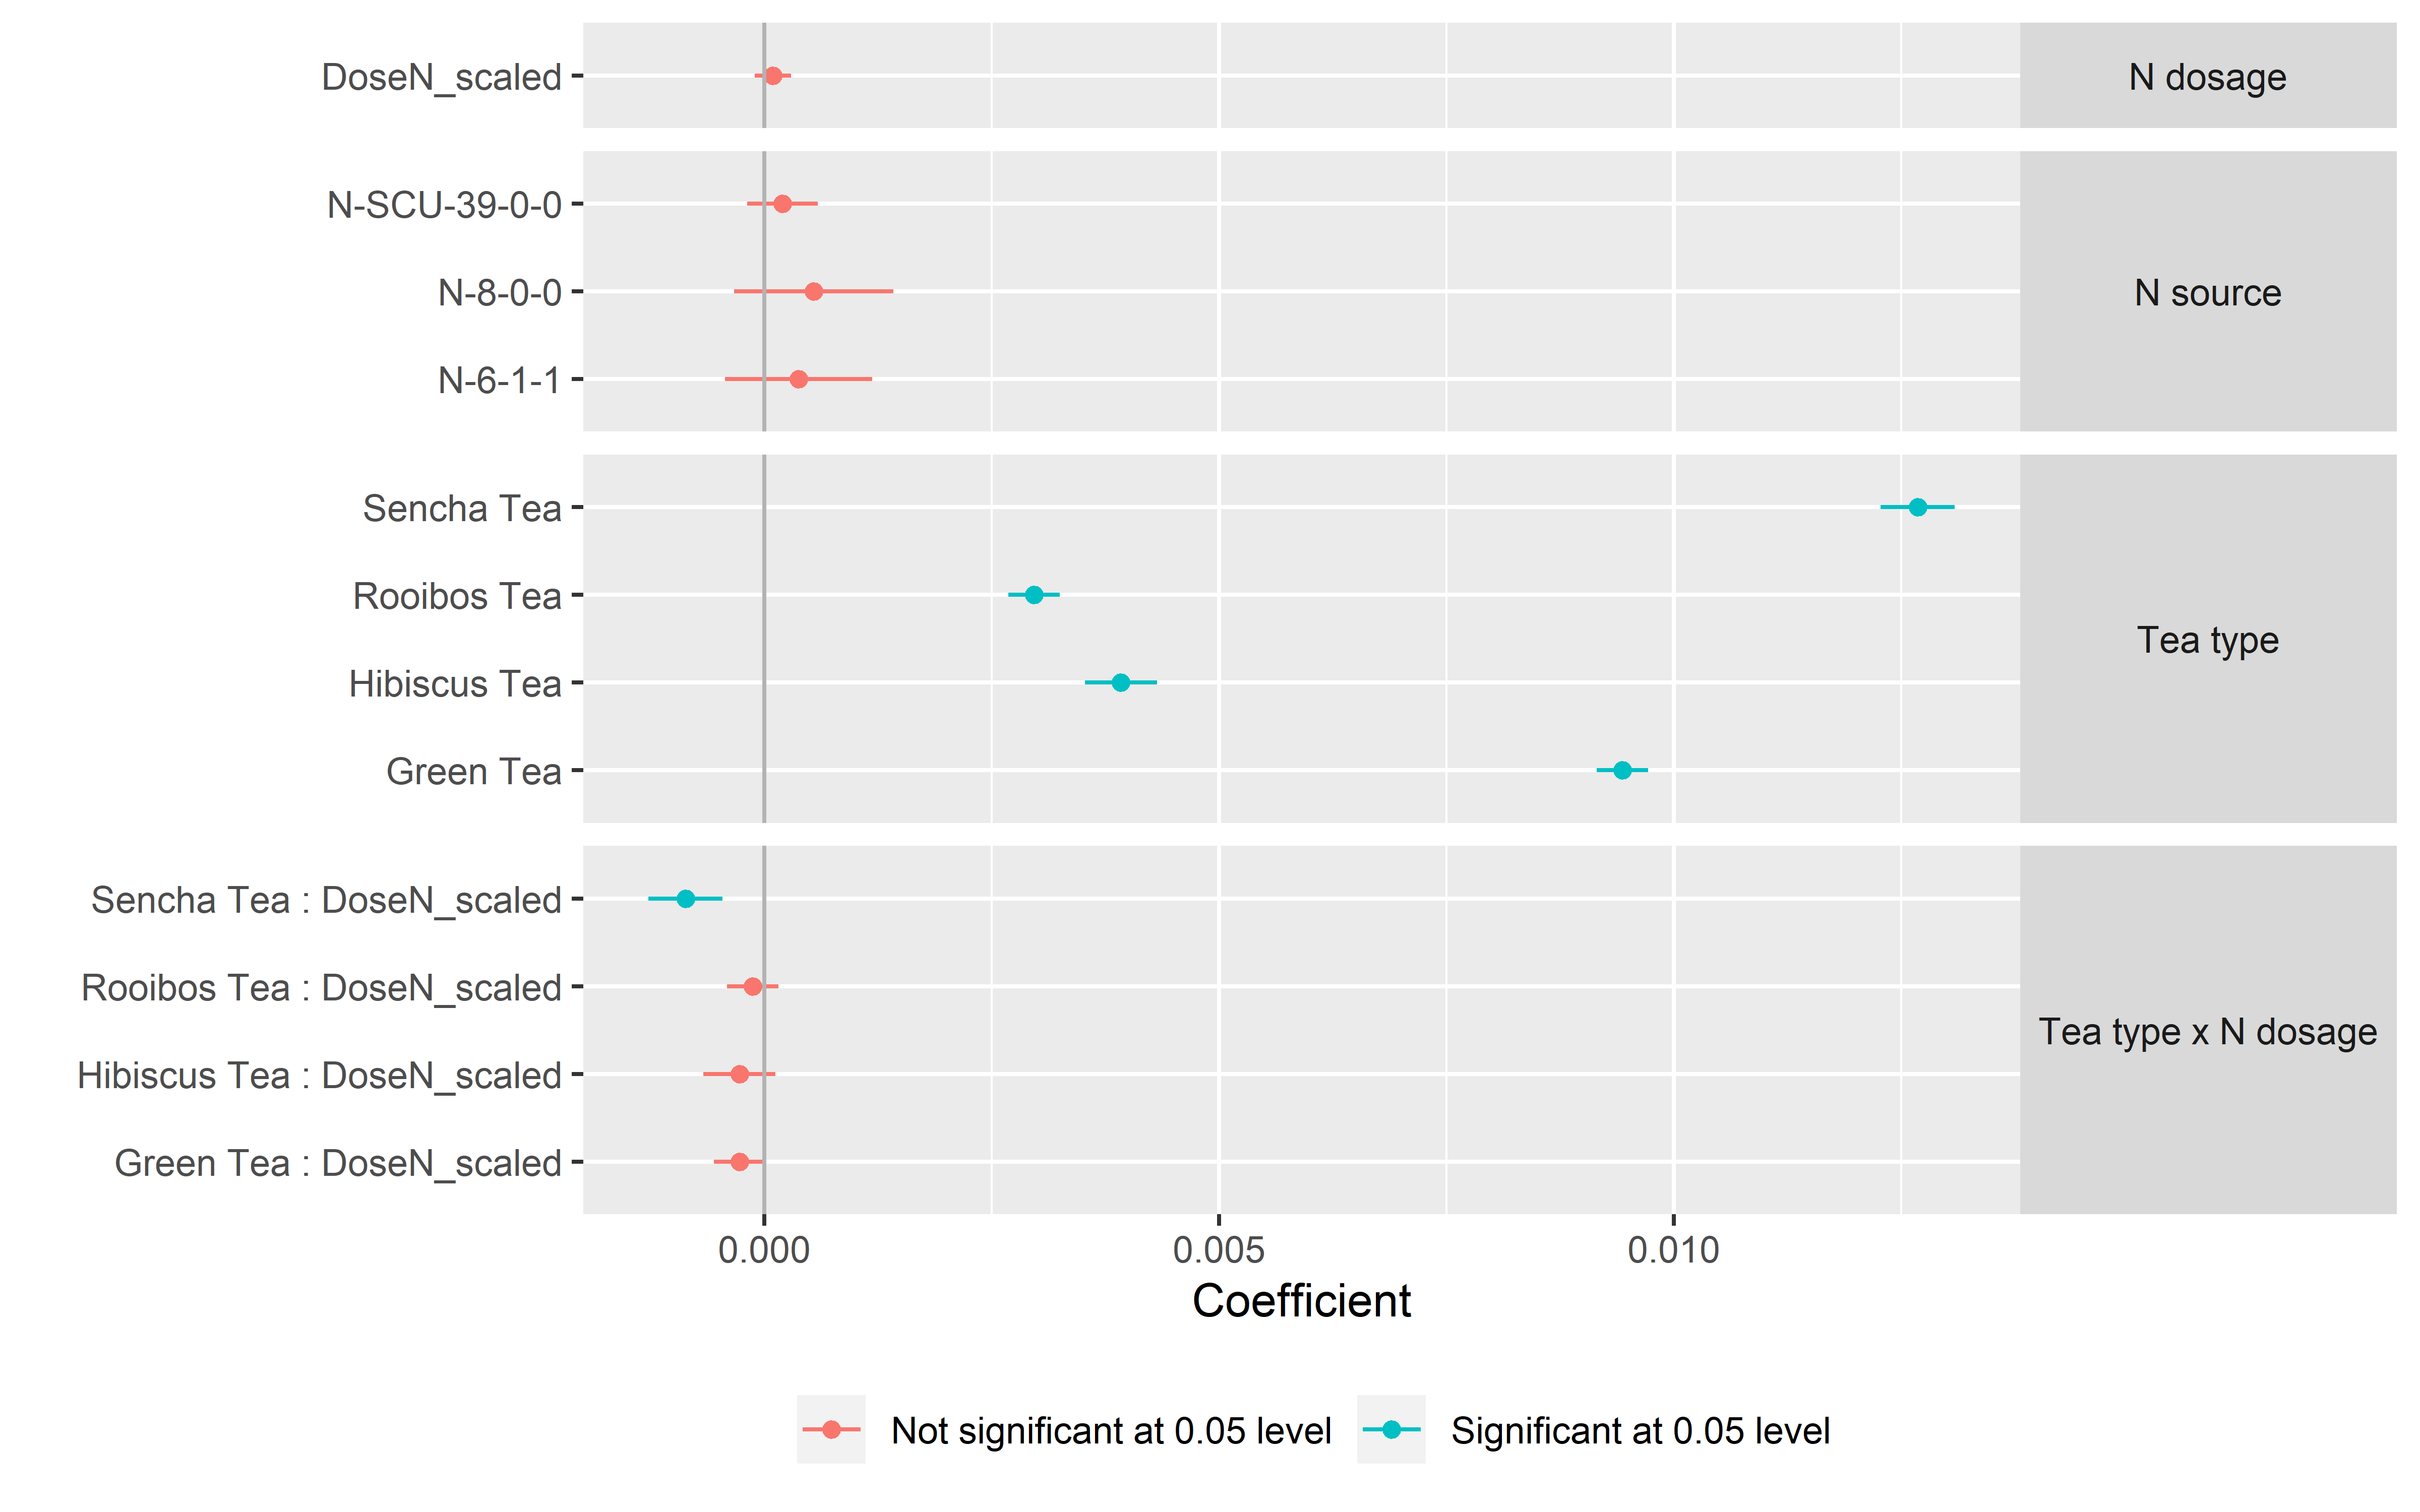 DoseN_scaled
N dosage
N-SCU-39-0-0
N-8-0-0
N-6-1-1
N source
Sencha Tea
Rooibos Tea
Hibiscus Tea
Green Tea
Tea type
Sencha Tea : DoseN_scaled
Rooibos Tea : DoseN_scaled
Hibiscus Tea : DoseN_scaled
Green Tea : DoseN_scaled
Tea type x N dosage
0.000 0.005 0.010
Coefficient
Not significant at 0.05 level Significant at 0.05 level